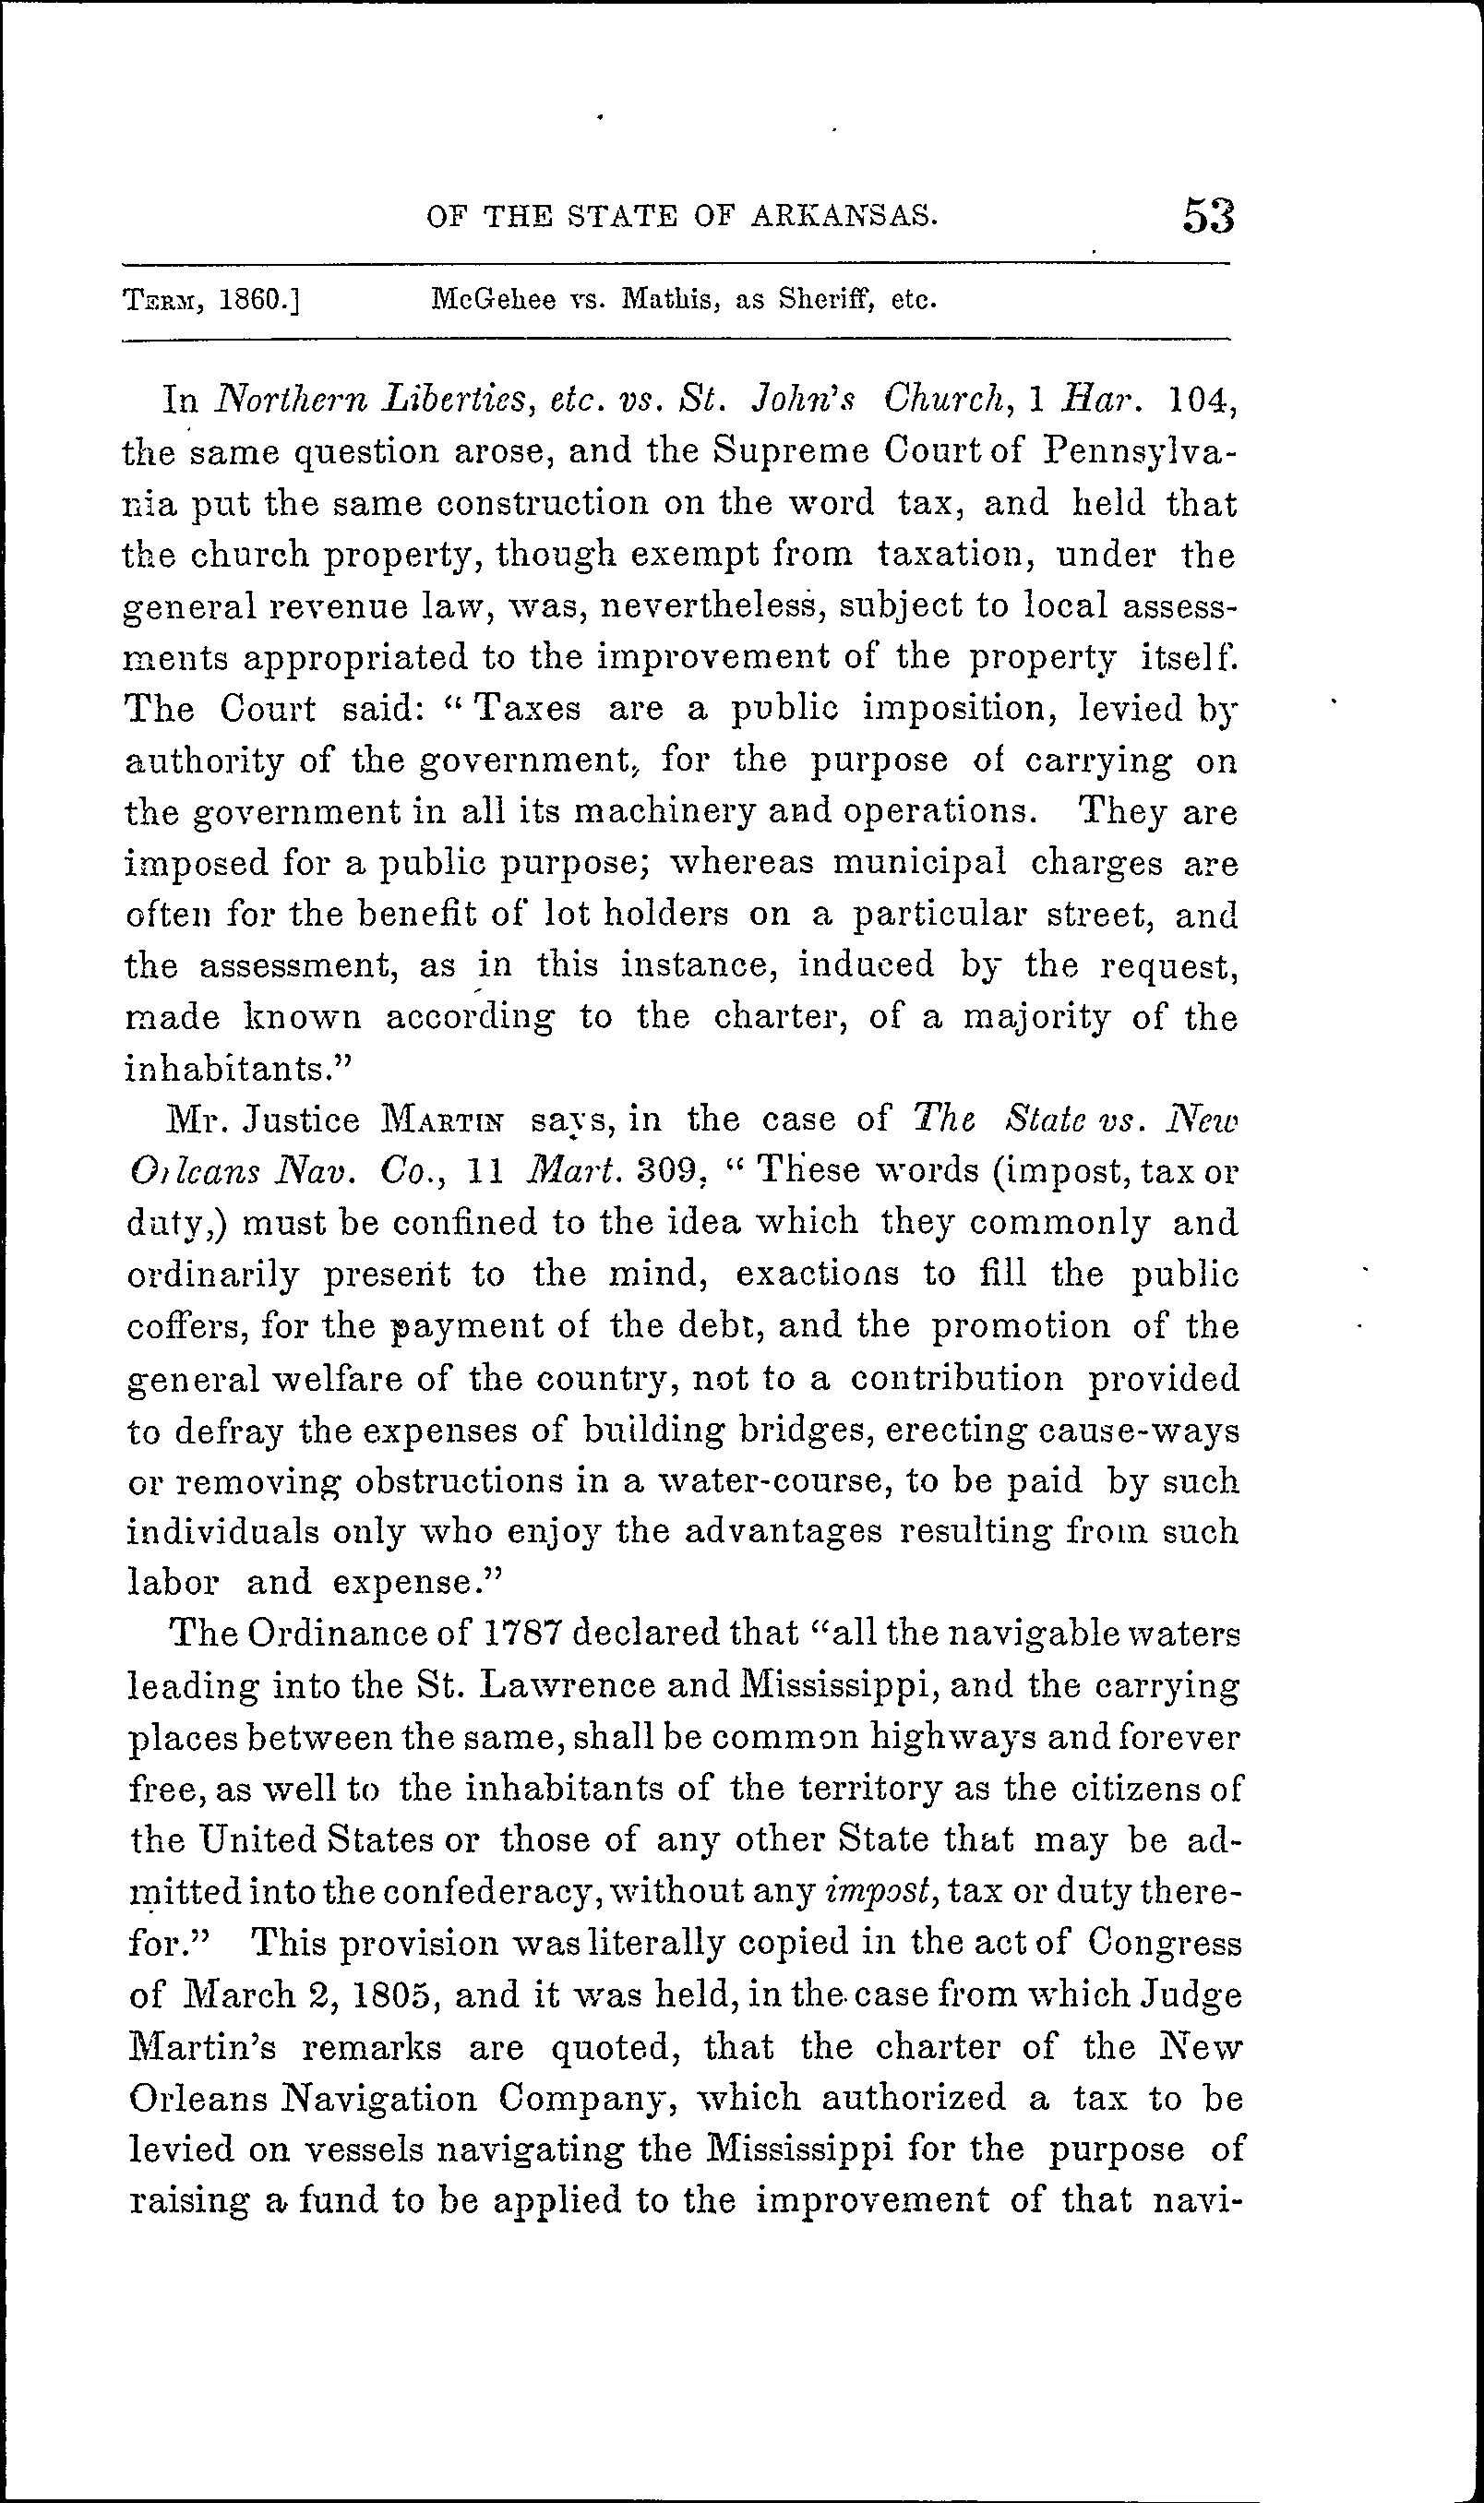 OF THE STATE OF ARKANSAS. 53
TERM, 1860.] McGehee vs. Mathis, as Sheriff, etc.
In Northern Liberties, etc. vs. St. John's Church, 1 Har. 104,
the same question arose, and the Supreme Court of Pennsylva-
nia put the same construction on the word tax, and held that
the church property, though exempt from taxation, under the
general revenue law, was, nevertheless, subject to local assess-
ments appropriated to the improvement of the property itself.
The Court said: " Taxes are a public imposition, levied by
authority of the government, for the purpose of carrying on
the government in all its machinery and operations. They are
imposed for a public purpose; whereas municipal charges are
often for the benefit of lot holders on a particular street, and
the assessment, as in this instance, induced by the request,
made known according to the charter, of a majority of the
inhabitants."
Mr. Justice MARTIN says, in the case of The State vs. New
Orleans Nav. Co., 11 Mart. 309, " These words (impost, tax or
duty,) must be confined to the idea which they commonly and
ordinarily present to the mind, exactions to fill the public
coffers, for the payment of the debt, and the promotion of the
general welfare of the country, not to a contribution provided
to defray the expenses of building bridges, erecting cause-ways
or removing obstructions in a water-course, to be paid by such
individuals only who enjoy the advantages resulting from such
labor and expense."
The Ordinance of 1787 declared that "all the navigable waters
leading into the St. Lawrence and Mississippi, and the carrying
places between the same, shall be common highways and forever
free, as well to the inhabitants of the territory as the citizens of
the United States or those of any other State that may be ad-
mitted into the confederacy, without any impost, tax or duty there-
for." This provision was literally copied in the act of Congress
of March 2, 1805, and it was held, in the case from which Judge
Martin's remarks are quoted, that the charter of the New
Orleans Navigation Company, which authorized a tax to be
levied on vessels navigating the Mississippi for the purpose of
raising a fund to be applied to the improvement of that navi-